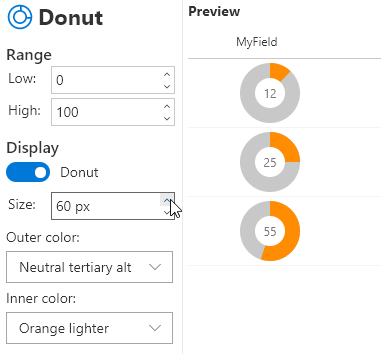 Donut
Range
Low: 0
High: 100
Display
Donut
Size: 60 px
Outer color:
Neutral tertiary alt
Inner color:
Orange lighter
Preview
MyField
12
25
55